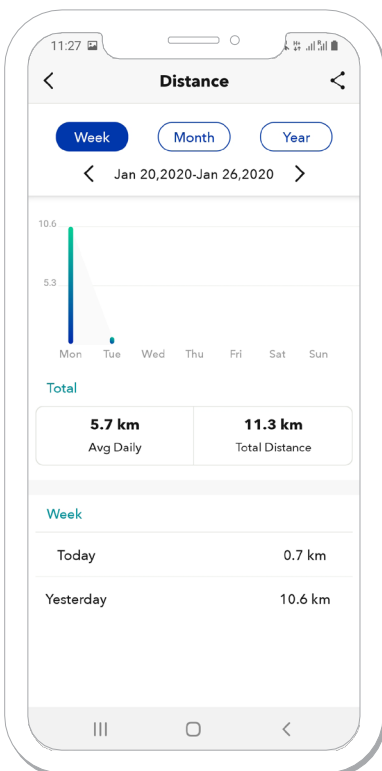 11:27
Distance
Week Month Year
Jan 20,2020-Jan 26,2020
10.6
5.3
Mon Tue Wed Thu Fri Sat Sun
Total
5.7 km 11.3 km
Avg Daily Total Distance
Week
Today 0.7 km
Yesterday 10.6 km